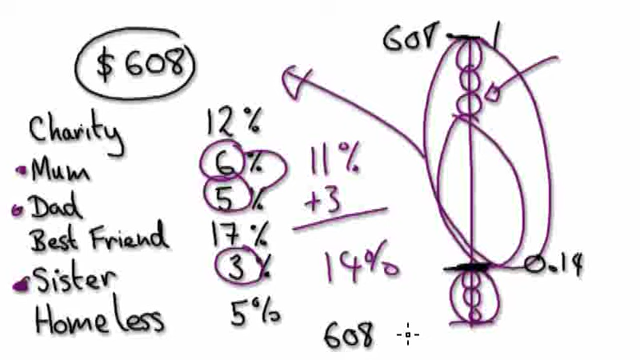 $ 608
608 1
Charity 12%
Mum 6% 11%
Dad 5% +3
Best Friend 17%
Sister 3% 14% 0.14
Homeless 5%
608